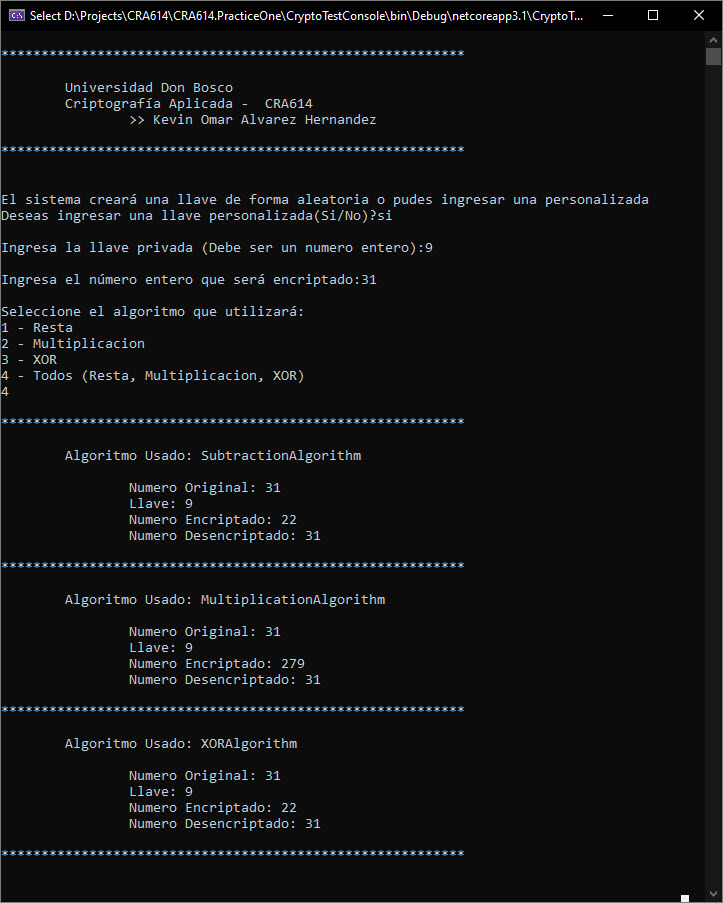 Select D:\Projects\CRA614\CRA614.PracticeOne\CryptoTestConsole\bin\Debug\netcoreapp3.1\CryptoT...
**********************************************************
Universidad Don Bosco
Criptografía Aplicada -  CRA614
>> Kevin Omar Alvarez Hernandez
**********************************************************
El sistema creará una llave de forma aleatoria o pudes ingresar una personalizada
Deseas ingresar una llave personalizada(Si/No)?si
Ingresa la llave privada (Debe ser un numero entero):9
Ingresa el número entero que será encriptado:31
Seleccione el algoritmo que utilizará:
1 - Resta
2 - Multiplicacion
3 - XOR
4 - Todos (Resta, Multiplicacion, XOR)
4
**********************************************************
Algoritmo Usado: SubtractionAlgorithm
Numero Original: 31
Llave: 9
Numero Encriptado: 22
Numero Desencriptado: 31
**********************************************************
Algoritmo Usado: MultiplicationAlgorithm
Numero Original: 31
Llave: 9
Numero Encriptado: 279
Numero Desencriptado: 31
**********************************************************
Algoritmo Usado: XORAlgorithm
Numero Original: 31
Llave: 9
Numero Encriptado: 22
Numero Desencriptado: 31
**********************************************************